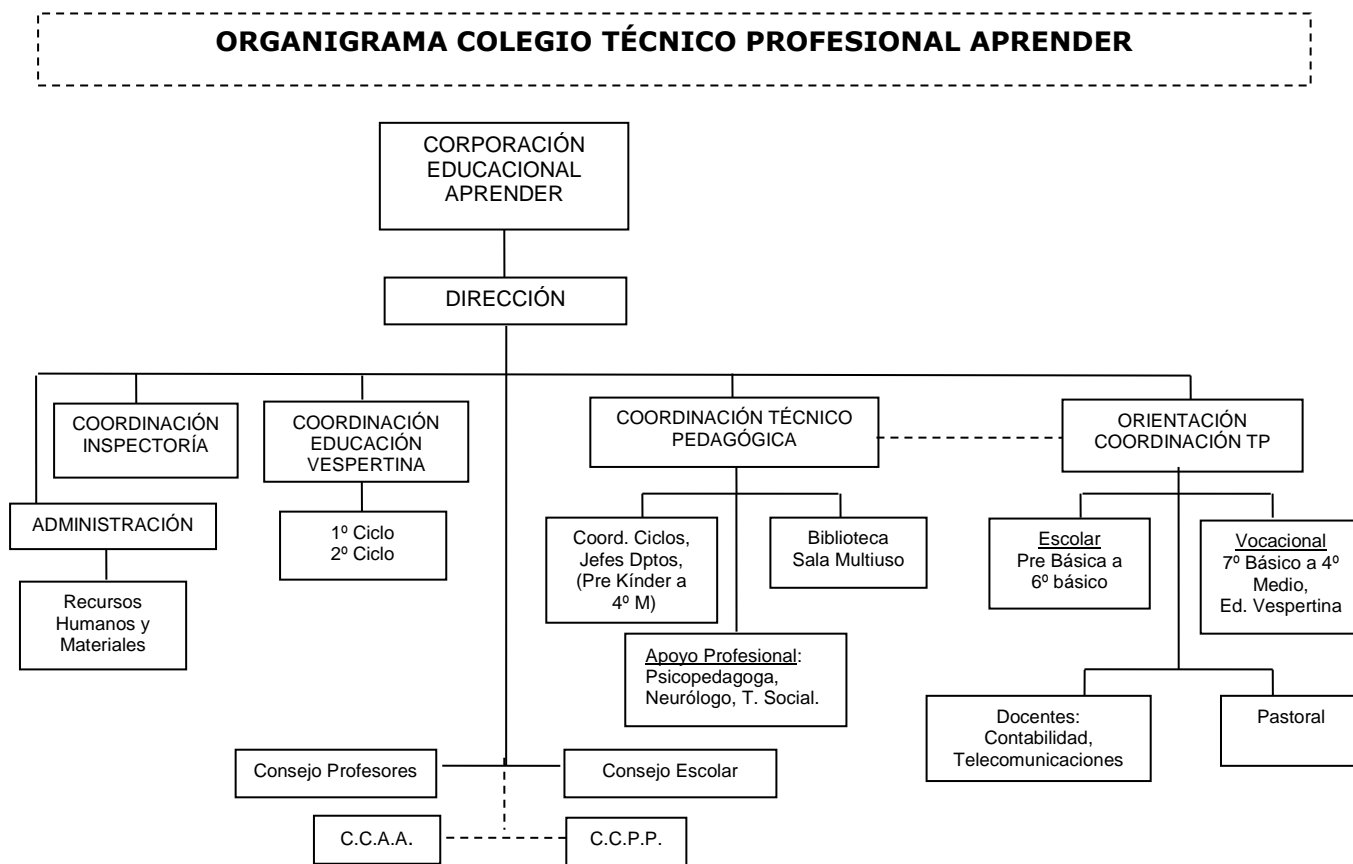 ORGANIGRAMA COLEGIO TÉCNICO PROFESIONAL APRENDER
CORPORACIÓN
EDUCACIONAL
APRENDER
DIRECCIÓN
COORDINACIÓN
INSPECTORÍA
COORDINACIÓN
EDUCACIÓN
VESPERTINA
COORDINACIÓN TÉCNICO
PEDAGÓGICA
ORIENTACIÓN
COORDINACIÓN TP
ADMINISTRACIÓN
1º Ciclo
2º Ciclo
Coord. Ciclos,
Jefes Dptos,
(Pre Kínder a
4º M)
Biblioteca
Sala Multiuso
Escolar
Pre Básica a
6º básico
Vocacional
7º Básico a 4º
Medio,
Ed. Vespertina
Recursos
Humanos y
Materiales
Apoyo Profesional:
Psicopedagoga,
Neurólogo, T. Social.
Docentes:
Contabilidad,
Telecomunicaciones
Pastoral
Consejo Profesores
Consejo Escolar
C.C.A.A.
C.C.P.P.